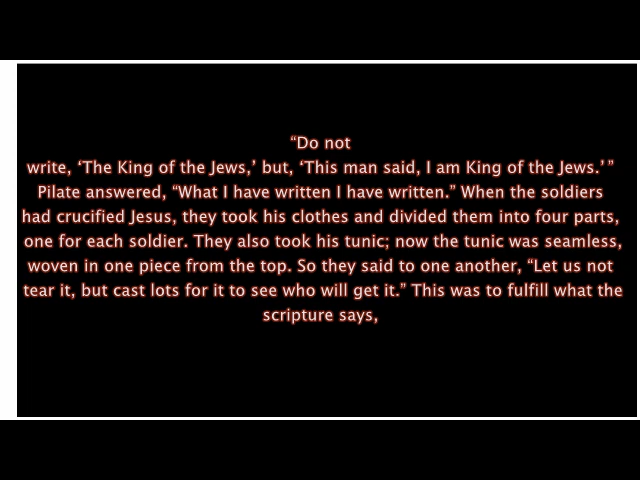 “Do not
write, ‘The King of the Jews,’ but, ‘This man said, I am King of the Jews.’ ”
Pilate answered, “What I have written I have written.” When the soldiers
had crucified Jesus, they took his clothes and divided them into four parts,
one for each soldier. They also took his tunic; now the tunic was seamless,
woven in one piece from the top. So they said to one another, “Let us not
tear it, but cast lots for it to see who will get it.” This was to fulfill what the
scripture says,